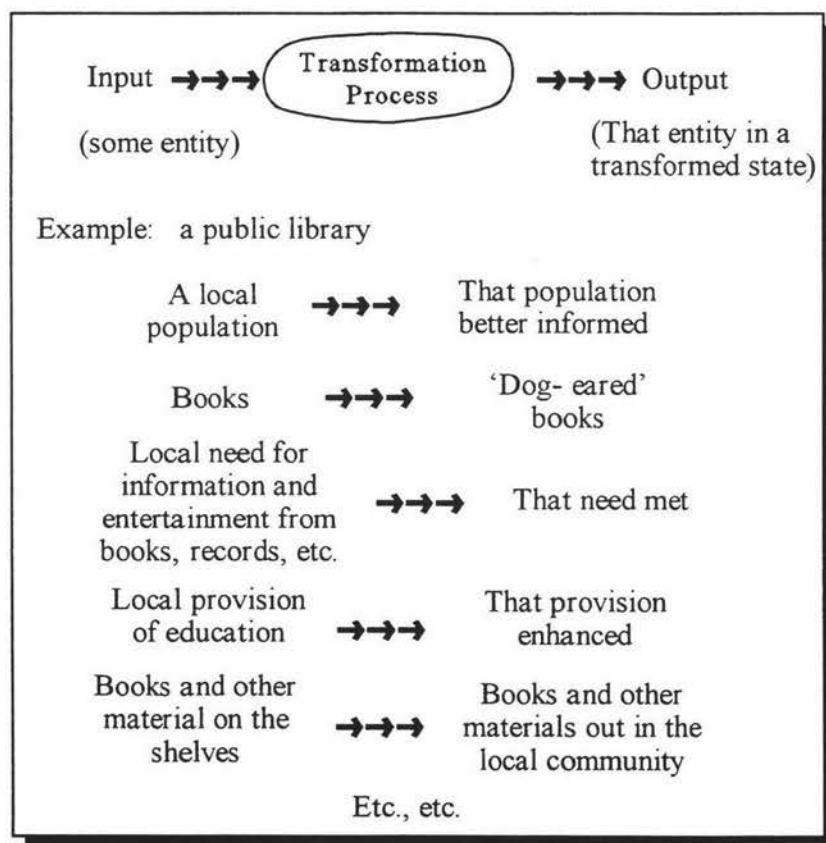 Transformation
Process
Input
Output
(some entity)
(That entity in a
transformed state)
Example: a public library
A local
population
That population
better informed
Books
'Dog- eared'
books
Local need for
information and
entertainment from
books, records, etc.
That need met
Local provision
of education
That provision
enhanced
Books and other
material on the
shelves
Books and other
materials out in the
local community
Etc., etc.